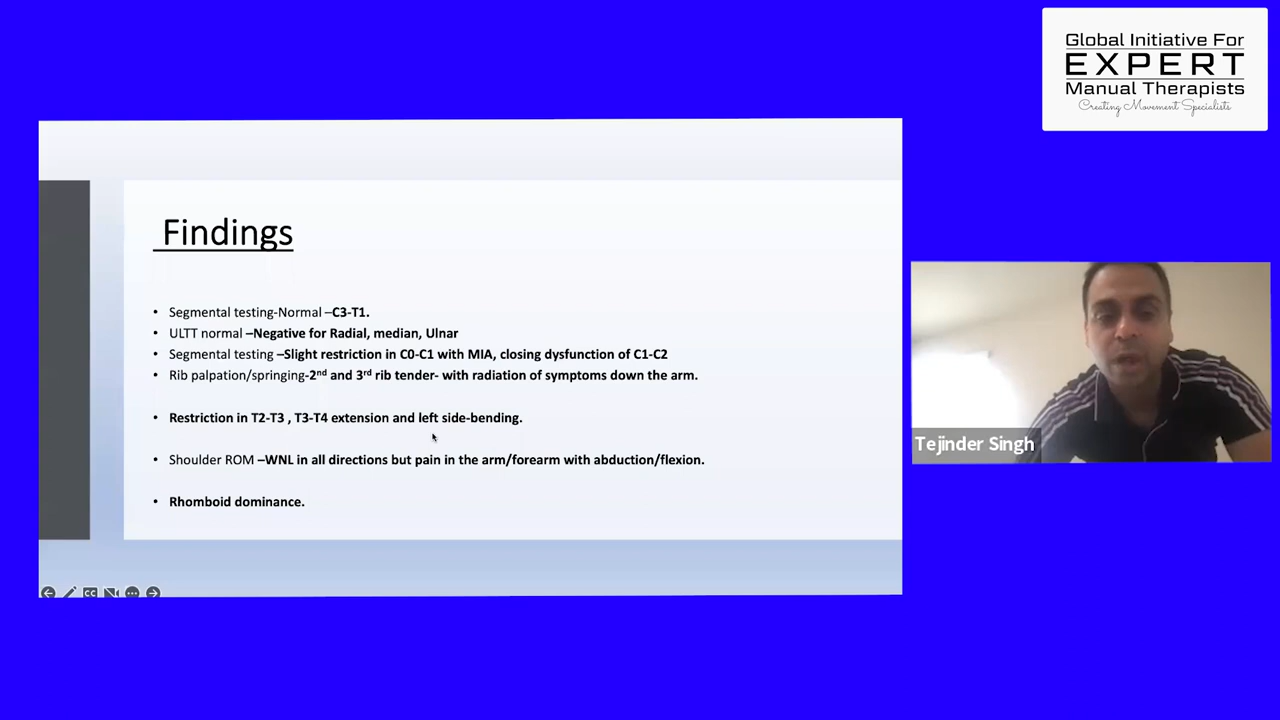 Global Initiative For
EXPERT
Manual Therapists
Creating Movement Specialists
Findings
• Segmental testing-Normal –C3-T1.
• ULTT normal –Negative for Radial, median, Ulnar
• Segmental testing –Slight restriction in C0-C1 with MIA, closing dysfunction of C1-C2
• Rib palpation/springing-2nd and 3rd rib tender- with radiation of symptoms down the arm.
• Restriction in T2-T3 , T3-T4 extension and left side-bending.
• Shoulder ROM –WNL in all directions but pain in the arm/forearm with abduction/flexion.
• Rhomboid dominance.
Tejinder Singh
CC